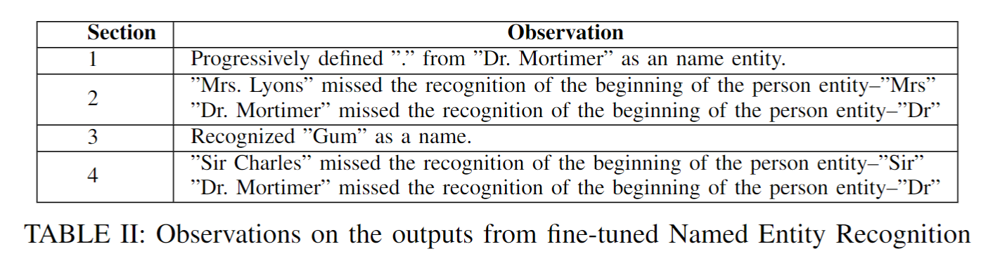 Section Observation
1 Progressively defined ”.” from ”Dr. Mortimer” as an name entity.
”Mrs. Lyons” missed the recognition of the beginning of the person entity–”Mrs”
2
”Dr. Mortimer” missed the recognition of the beginning of the person entity–”Dr”
3 Recognized ”Gum” as a name.
”Sir Charles” missed the recognition of the beginning of the person entity–”Sir”
4
”Dr. Mortimer” missed the recognition of the beginning of the person entity–”Dr”
TABLE II: Observations on the outputs from fine-tuned Named Entity Recognition